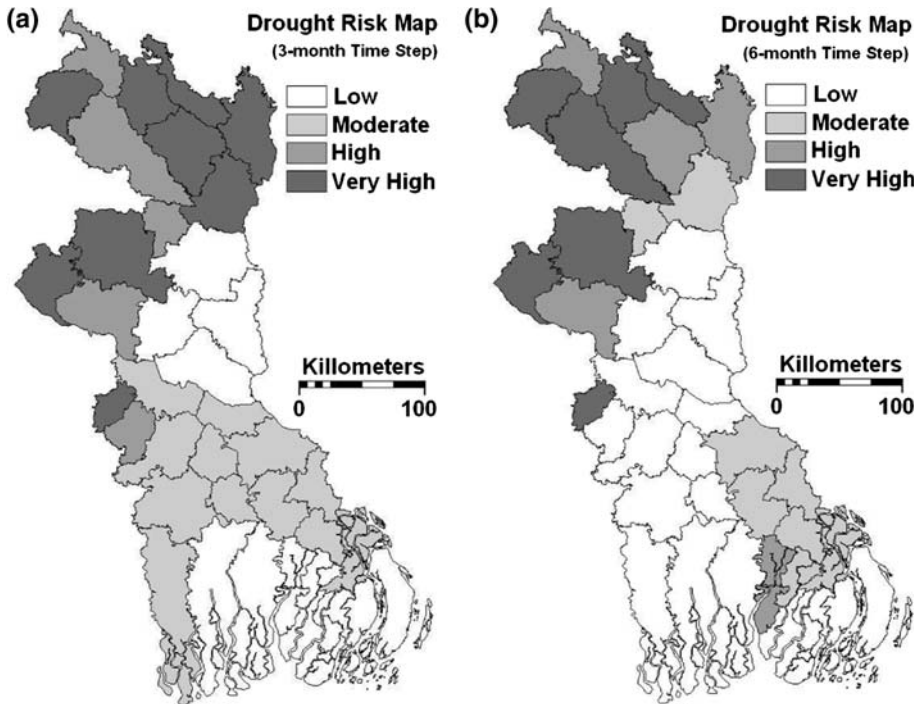 (a)
Drought Risk Map
(3-month Time Step)
Low
Moderate
High
Very High
Killometers
0 100
(b)
Drought Risk Map
(6-month Time Step)
Low
Moderate
High
Very High
Killometers
0 100